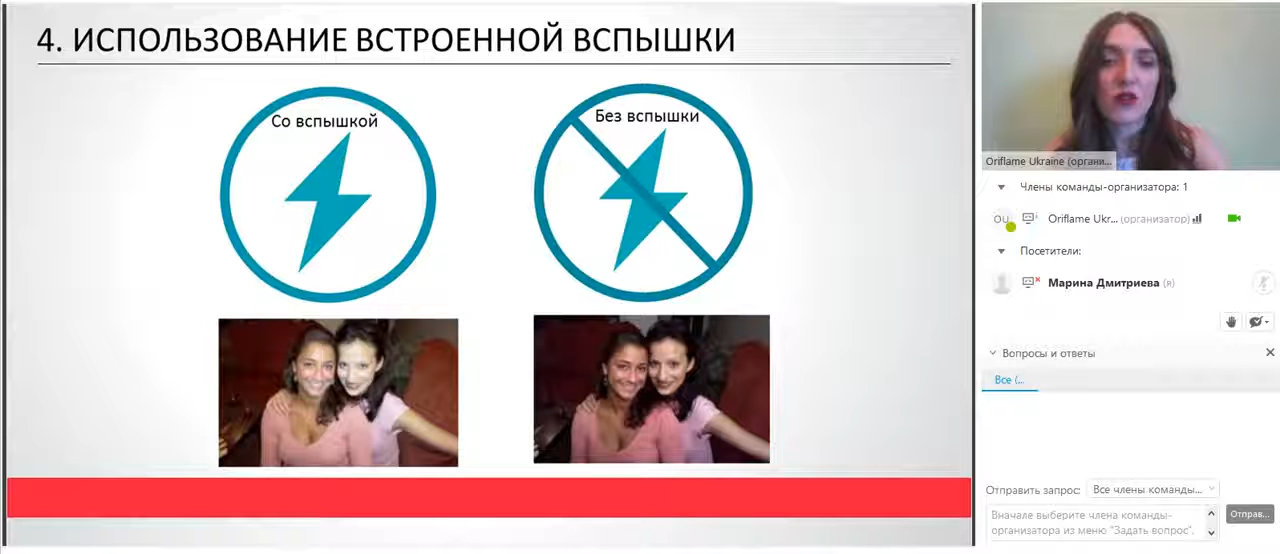 4. ИСПОЛЬЗОВАНИЕ ВСТРОЕННОЙ ВСПЫШКИ
Со вспышкой
Без вспышки
Oriflame Ukraine (органи...
Члены команды-организатора: 1
OU
Oriflame Ukr... (организатор)
Посетители:
Марина Дмитриева (я)
Вопросы и ответы
Все (...
Отправить запрос:
Все члены команды...
Вначале выберите члена команды-
организатора из меню "Задать вопрос".
Отправ...